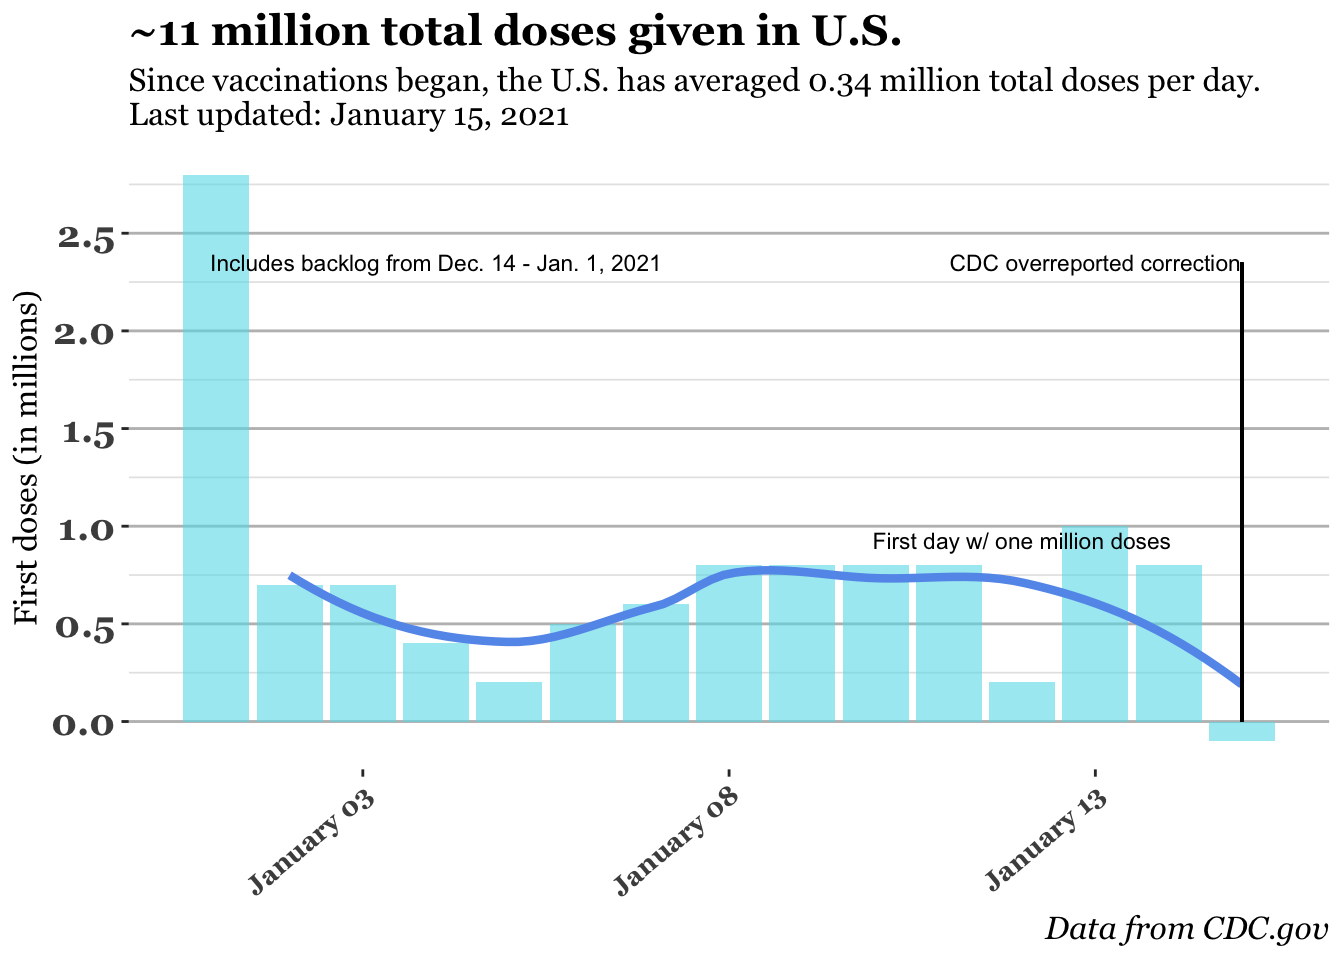 ~11 million total doses given in U.S.
Since vaccinations began, the U.S. has averaged 0.34 million total doses per day.
Last updated: January 15, 2021
First doses (in millions)
2.5
2.0
1.5
1.0
0.5
0.0
Includes backlog from Dec. 14 - Jan. 1, 2021
CDC overreported correction
First day w/ one million doses
January 03
January 08
January 13
Data from CDC.gov